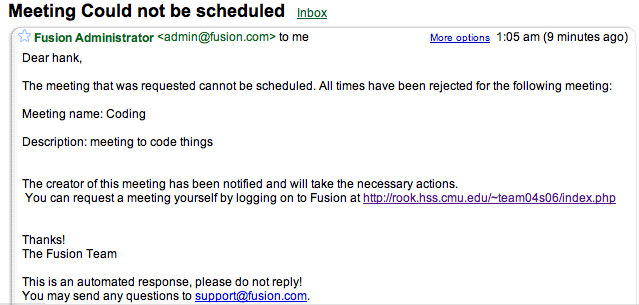 Meeting Could not be scheduled Inbox
Fusion Administrator <admin@fusion.com> to me More options 1:05 am (9 minutes ago)
Dear hank,
The meeting that was requested cannot be scheduled. All times have been rejected for the following meeting:
Meeting name: Coding
Description: meeting to code things
The creator of this meeting has been notified and will take the necessary actions.
You can request a meeting yourself by logging on to Fusion at http://rook.hss.cmu.edu/~team04s06/index.php
Thanks!
The Fusion Team
This is an automated response, please do not reply!
You may send any questions to support@fusion.com.